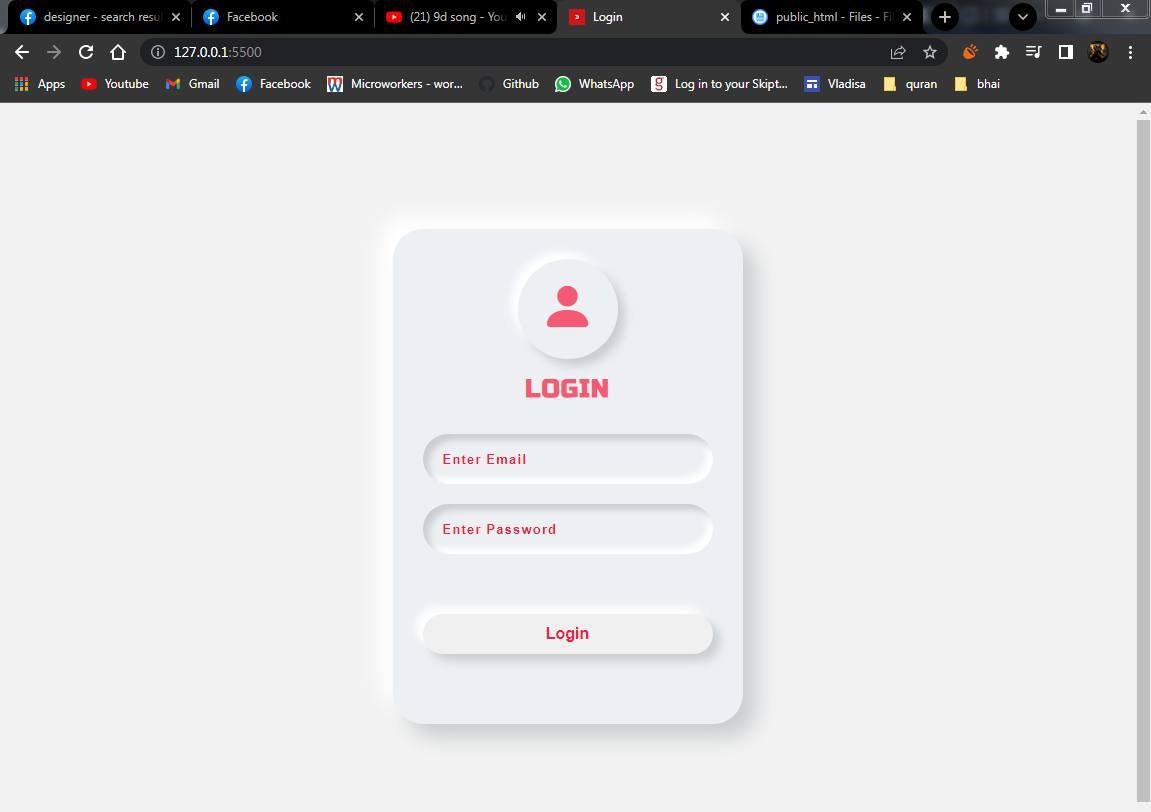 designer - search resu
Facebook
(21) 9d song - You
Login
public_html - Files - Fi
127.0.0.1:5500
Apps
Youtube
Gmail
Facebook
Microworkers - wor...
Github
WhatsApp
Log in to your Skipt...
Vladisa
quran
bhai
LOGIN
Enter Email
Enter Password
Login